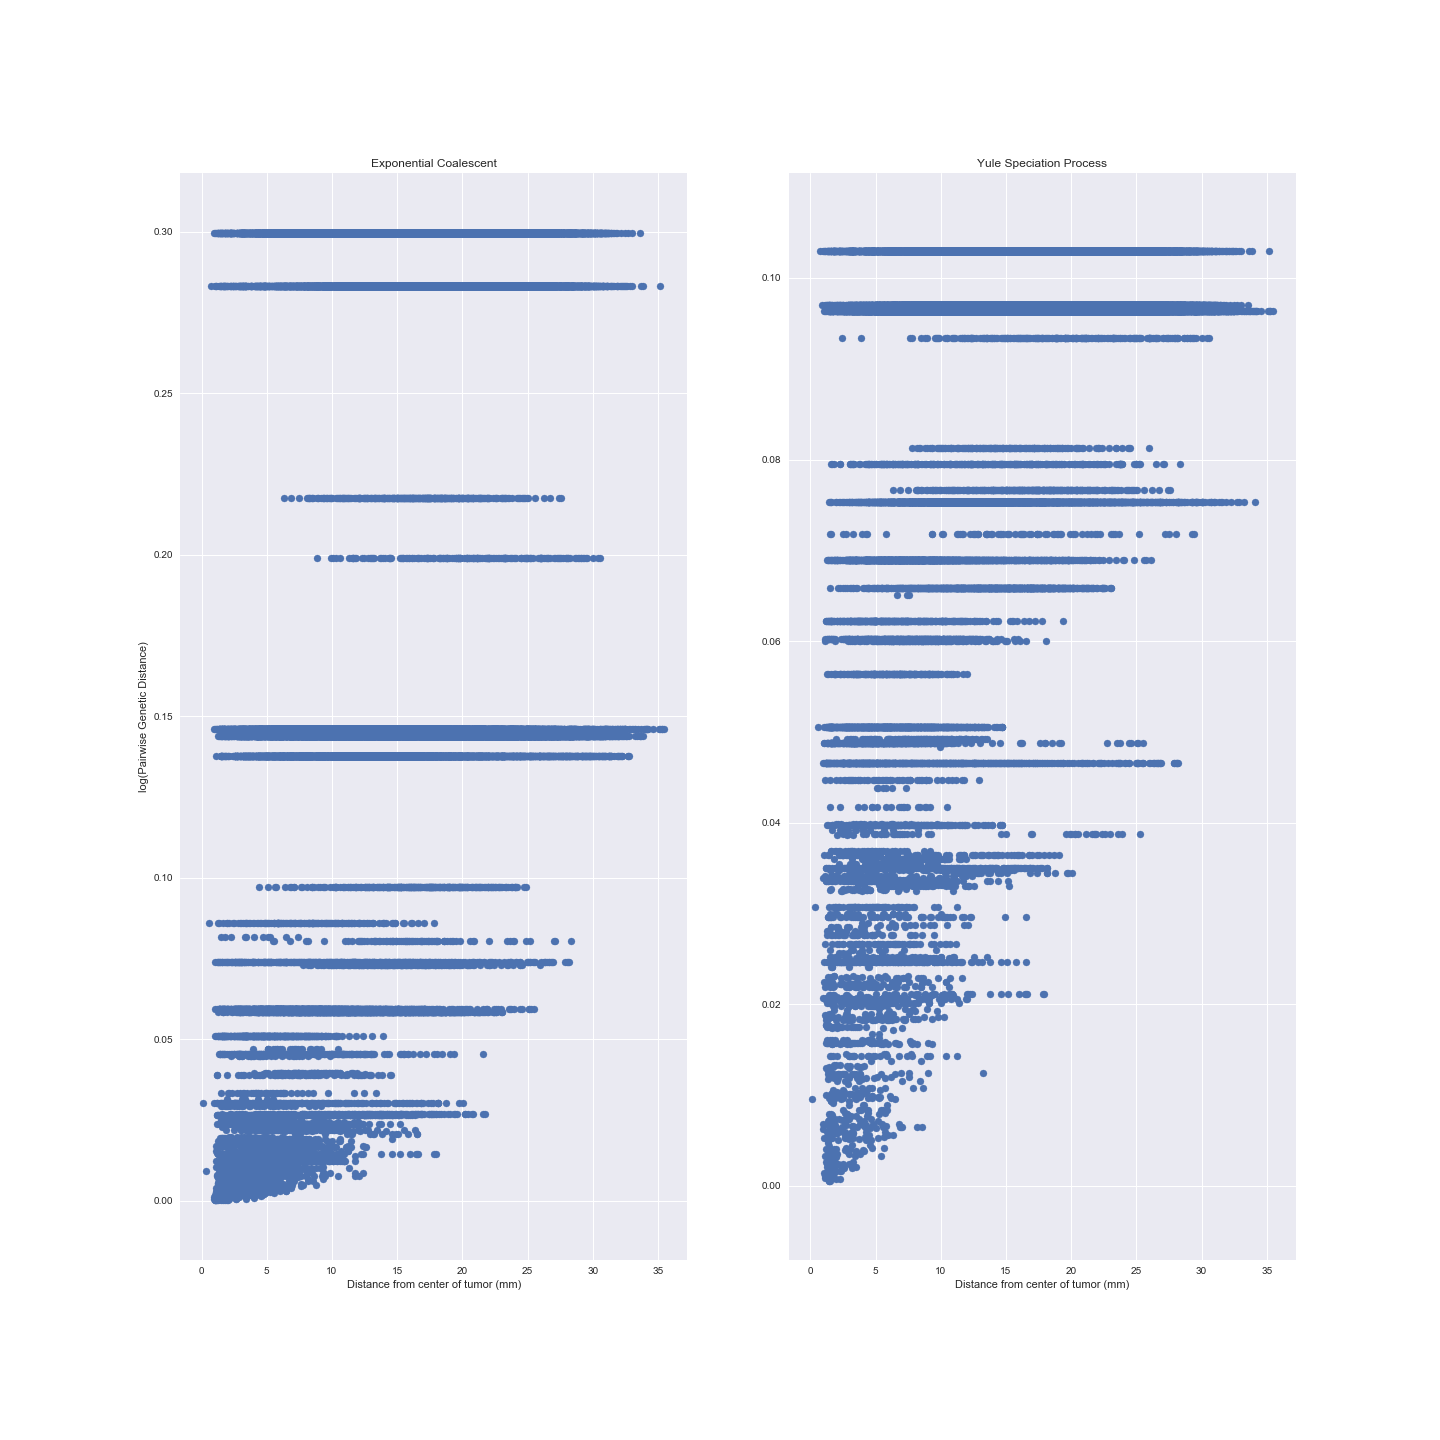 Exponential Coalescent
Yule Speciation Process
log(Pairwise Genetic Distance)
0.30
0.25
0.20
0.15
0.10
0.05
0.00
0 5 10 15 20 25 30 35
Distance from center of tumor (mm)
0.10
0.08
0.06
0.04
0.02
0.00
0 5 10 15 20 25 30 35
Distance from center of tumor (mm)